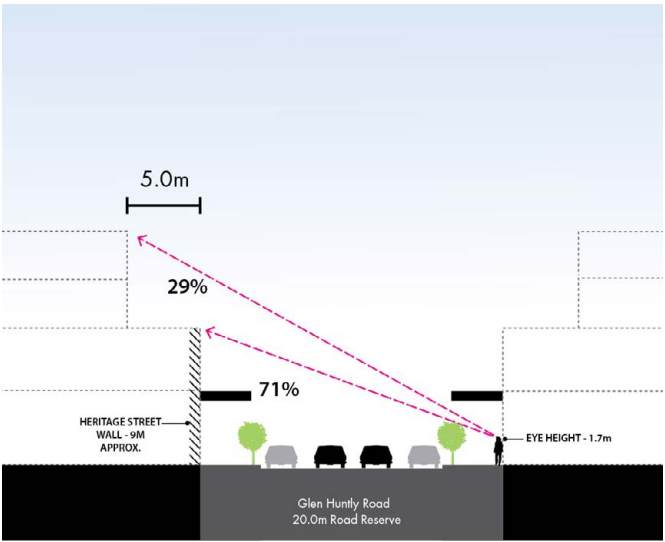 5.0m
29%
71%
HERITAGE STREET
WALL - 9M
APPROX.
EYE HEIGHT - 1.7m
Glen Huntly Road
20.0m Road Reserve